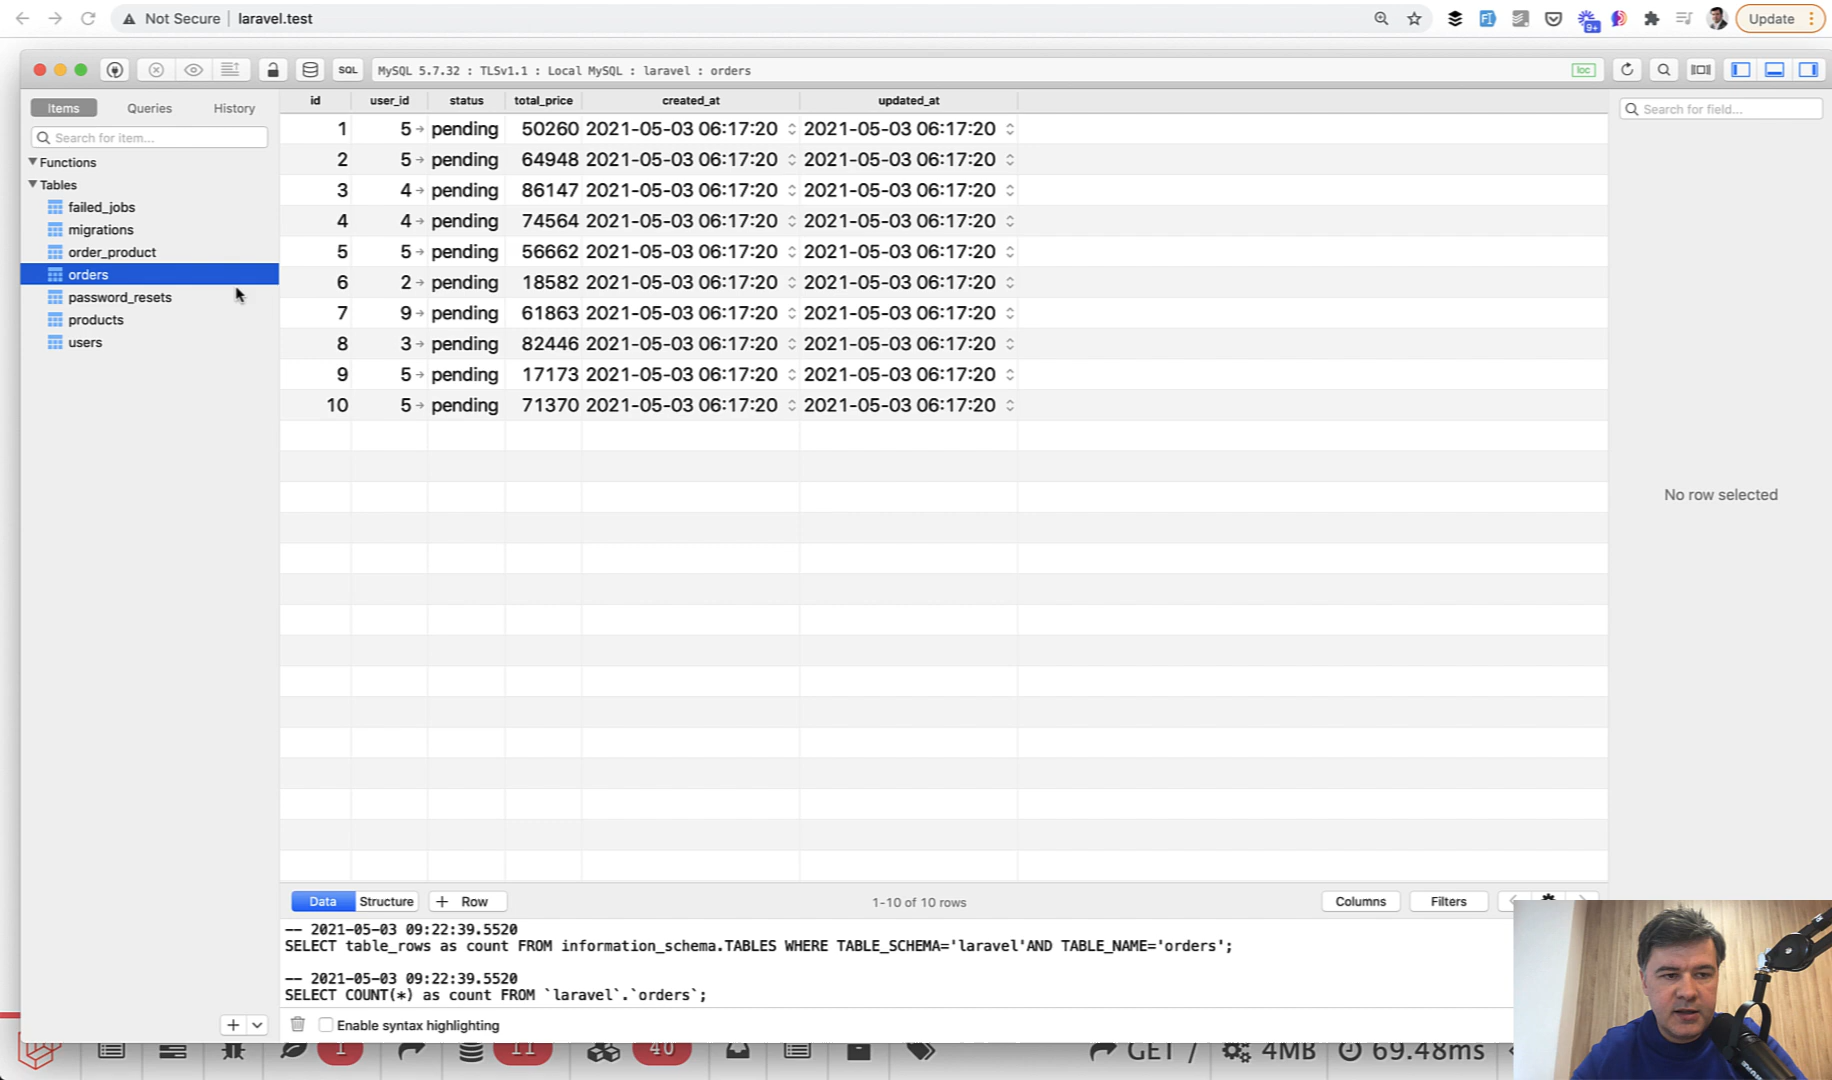 Not Secure | laravel.test
9+
Update
SQL
MySQL 5.7.32 : TLSv1.1 : Local MySQL : laravel : orders
loc
Items Queries History
Search for item...
Functions
Tables
failed_jobs
migrations
order_product
orders
password_resets
products
users
id user_id status total_price created_at updated_at
1 5 pending 50260 2021-05-03 06:17:20 2021-05-03 06:17:20
2 5 pending 64948 2021-05-03 06:17:20 2021-05-03 06:17:20
3 4 pending 86147 2021-05-03 06:17:20 2021-05-03 06:17:20
4 4 pending 74564 2021-05-03 06:17:20 2021-05-03 06:17:20
5 5 pending 56662 2021-05-03 06:17:20 2021-05-03 06:17:20
6 2 pending 18582 2021-05-03 06:17:20 2021-05-03 06:17:20
7 9 pending 61863 2021-05-03 06:17:20 2021-05-03 06:17:20
8 3 pending 82446 2021-05-03 06:17:20 2021-05-03 06:17:20
9 5 pending 17173 2021-05-03 06:17:20 2021-05-03 06:17:20
10 5 pending 71370 2021-05-03 06:17:20 2021-05-03 06:17:20
Search for field...
No row selected
Data Structure + Row
1-10 of 10 rows
Columns Filters
-- 2021-05-03 09:22:39.5520
SELECT table_rows as count FROM information_schema.TABLES WHERE TABLE_SCHEMA='laravel'AND TABLE_NAME='orders';
-- 2021-05-03 09:22:39.5520
SELECT COUNT(*) as count FROM `laravel`.`orders`;
Enable syntax highlighting
1 11 40 GET / 4MB 69.48ms